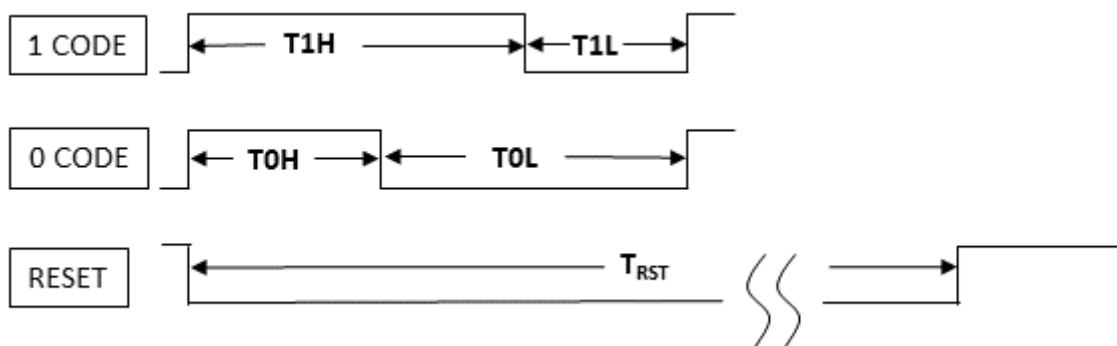 1 CODE T1H T1L
0 CODE T0H T0L
RESET TRST